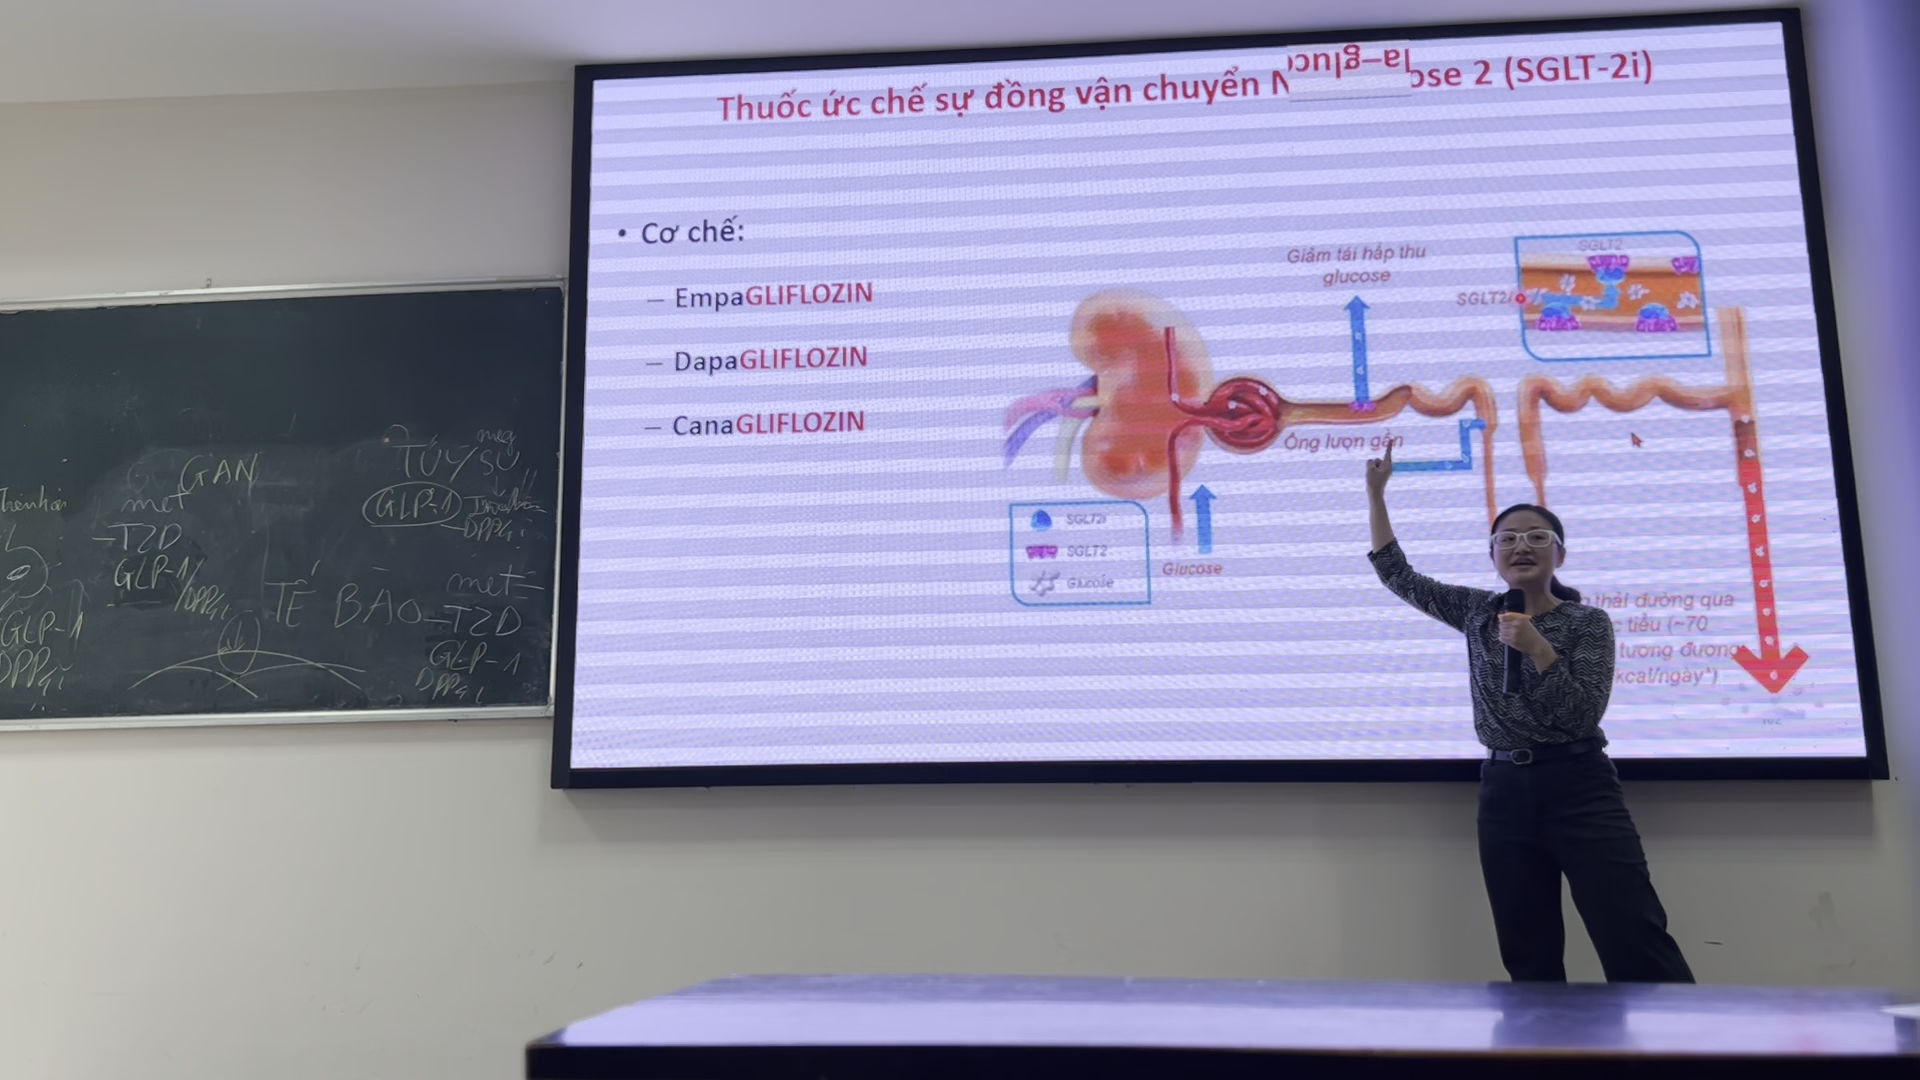 Thuốc ức chế sự đồng vận chuyển Na-glucose 2 (SGLT-2i)
• Cơ chế:
– EmpaGLIFLOZIN
– DapaGLIFLOZIN
– CanaGLIFLOZIN
Giảm tái hấp thu
glucose
SGLT2
SGLT2i
Ống lượn gần
SGLT2i
SGLT2
Glucose
Glucose
thải đường qua
tiểu (~70
tương đương
kcal/ngày*)
GAN
met
-TZD
GLP-1
/DPP4i
TỤY
SU
GLP-1
DPP4i
TẾ BÀO
met
-TZD
GLP-1
DPP4i
GLP-1
DPP4i